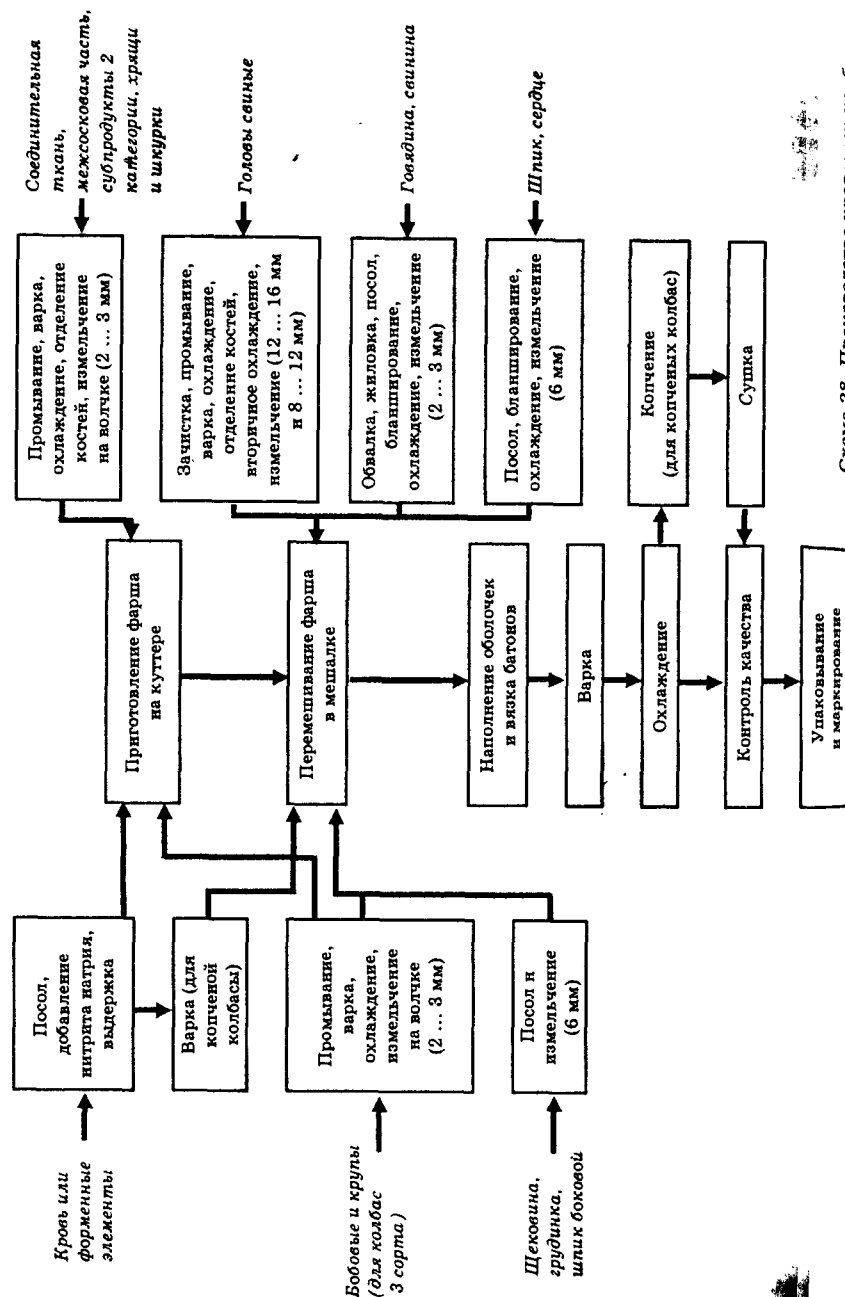 Кровь или
форменные
элементы
Бобовые и крупы
(для колбас
3 сорта)
Щековина,
грудинка,
шпик боковой
Посол,
добавление
нитрита натрия,
выдержка
Варка (для
копченой
колбасы)
Промывание,
варка,
охлаждение,
измельчение
на волчке
(2 ... 3 мм)
Посол и
измельчение
(6 мм)
Приготовление фарша
на куттере
Перемешивание фарша
в мешалке
Наполнение оболочек
и вязка батонов
Варка
Охлаждение
Контроль качества
Упаковывание
и маркирование
Промывание, варка,
охлаждение, отделение
костей, измельчение
на волчке (2 ... 3 мм)
Зачистка, промывание,
варка, охлаждение,
отделение костей,
вторичное охлаждение,
измельчение (12 ... 16 мм
и 8 ... 12 мм)
Обвалка, жиловка, посол,
бланширование,
охлаждение, измельчение
(2 ... 3 мм)
Посол, бланширование,
охлаждение, измельчение
(6 мм)
Копчение
(для копченых колбас)
Сушка
Соединительная
ткань,
межсосковая часть,
субпродукты 2
категории, хрящи
и шкурки
Головы свиные
Говядина, свинина
Шпик, сердце
Схема 28. Производство